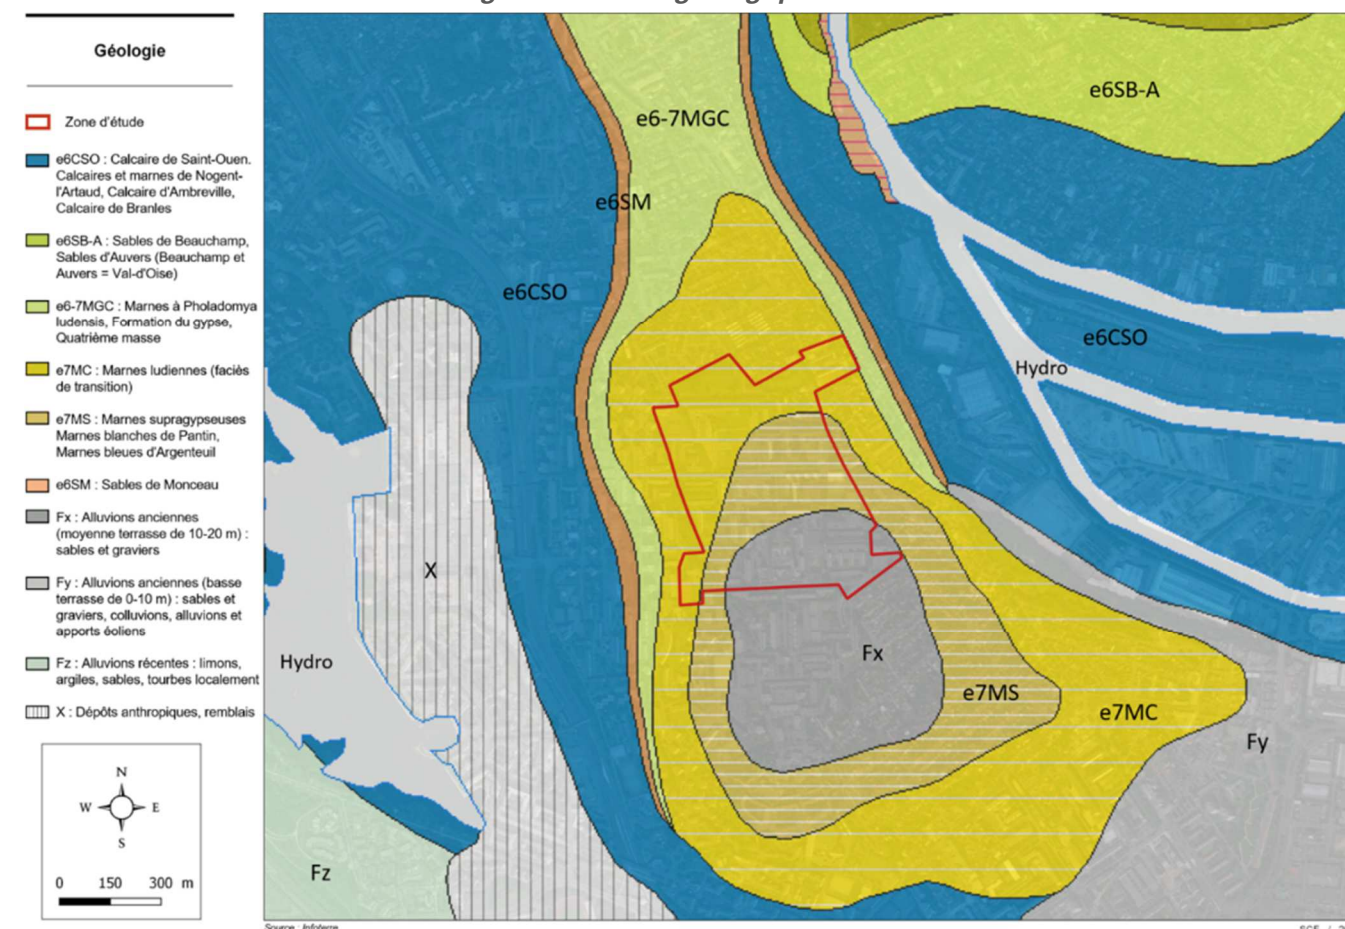 Géologie
Zone d'étude
e6CSO : Calcaire de Saint-Ouen.
Calcaires et marnes de Nogent-
l'Artaud, Calcaire d'Ambreville,
Calcaire de Branles
e6SB-A : Sables de Beauchamp,
Sables d'Auvers (Beauchamp et
Auvers = Val-d'Oise)
e6-7MGC : Marnes à Pholadomya
ludensis, Formation du gypse,
Quatrième masse
e7MC : Marnes ludiennes (faciès
de transition)
e7MS : Marnes supragypseuses
Marnes blanches de Pantin,
Marnes bleues d'Argenteuil
e6SM : Sables de Monceau
Fx : Alluvions anciennes
(moyenne terrasse de 10-20 m) :
sables et graviers
Fy : Alluvions anciennes (basse
terrasse de 0-10 m) : sables et
graviers, colluvions, alluvions et
apports éoliens
Fz : Alluvions récentes : limons,
argiles, sables, tourbes localement
X : Dépôts anthropiques, remblais
N
W E
S
0 150 300 m
e6SB-A
e6-7MGC
e6SM
e6CSO
e6CSO
Hydro
X
Hydro
Fx
e7MS
e7MC
Fy
Fz
Source : Infoterre